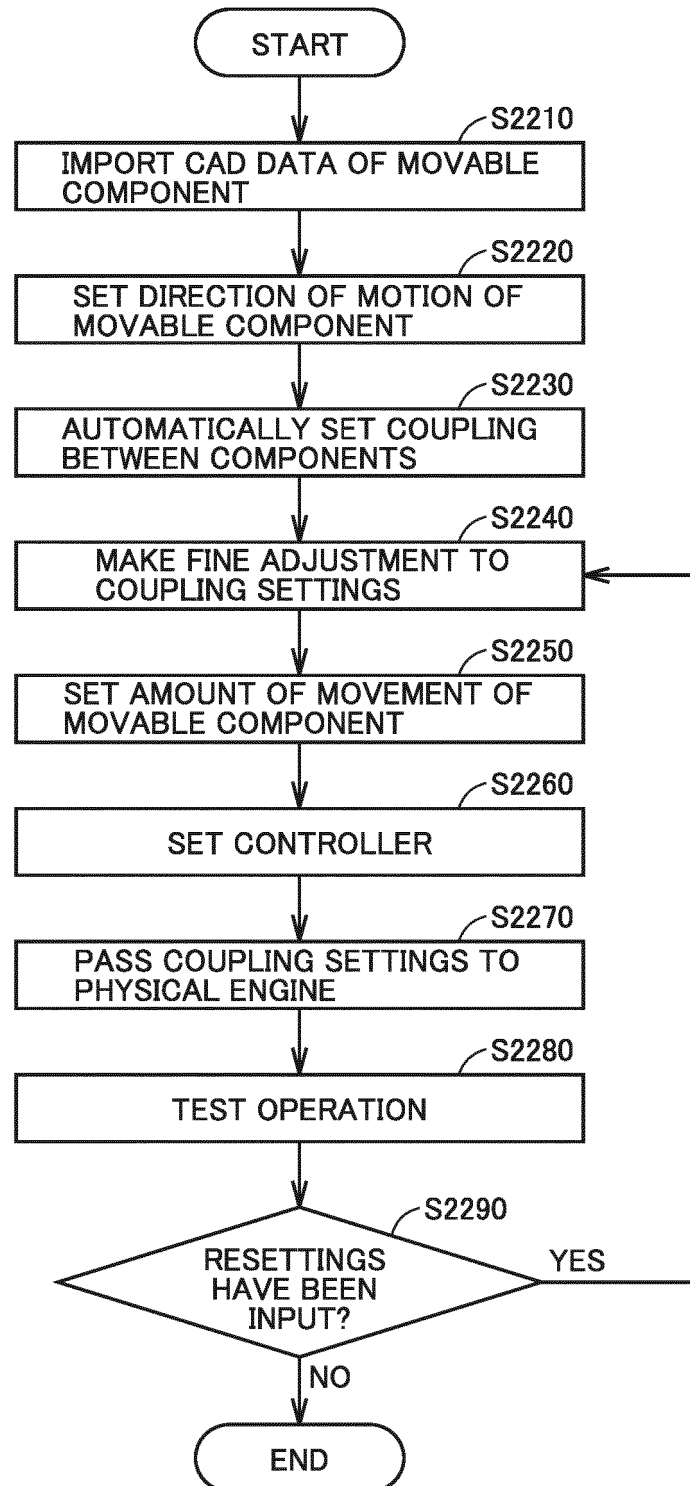 START
S2210
IMPORT CAD DATA OF MOVABLE
COMPONENT
S2220
SET DIRECTION OF MOTION OF
MOVABLE COMPONENT
S2230
AUTOMATICALLY SET COUPLING
BETWEEN COMPONENTS
S2240
MAKE FINE ADJUSTMENT TO
COUPLING SETTINGS
S2250
SET AMOUNT OF MOVEMENT OF
MOVABLE COMPONENT
S2260
SET CONTROLLER
S2270
PASS COUPLING SETTINGS TO
PHYSICAL ENGINE
S2280
TEST OPERATION
S2290
RESETTINGS
HAVE BEEN
INPUT?
YES
NO
END